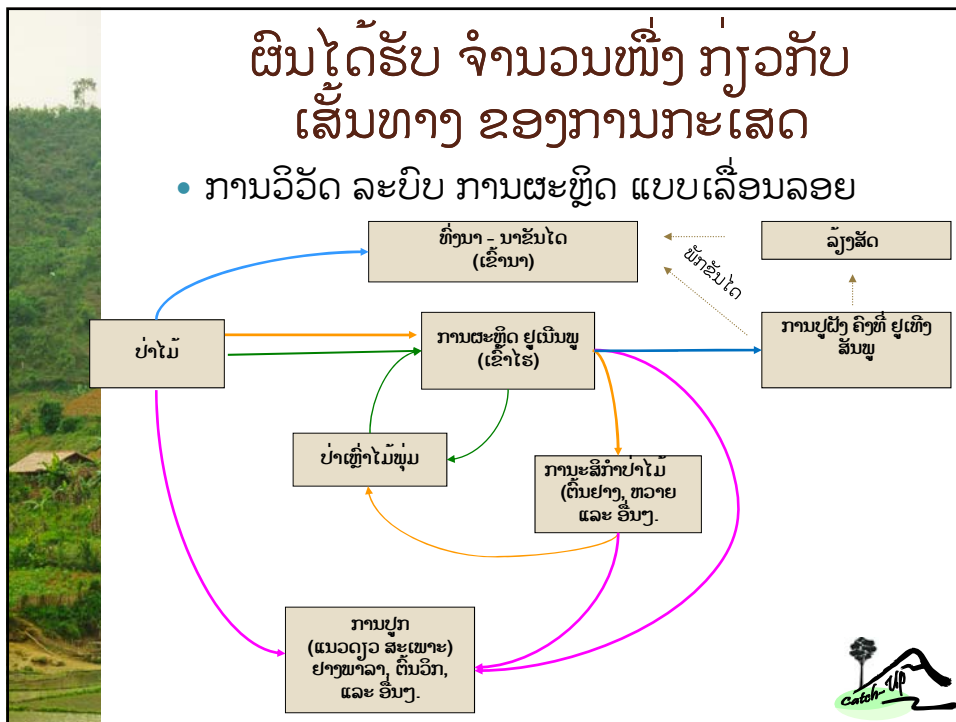 ຜົນໄດ້ຮັບ ຈຳນວນໜຶ່ງ ກ່ຽວກັບ
ເສັ້ນທາງ ຂອງການກະເສດ
• ການວິວັດ ລະບົບ ການຜະຫຼິດ ແບບເລື່ອນລອຍ
ທົ່ງນາ – ນາຂັນໄດ
(ເຂົ້ານາ)
ລ້ຽງສັດ
ພັກຂັນໄດ
ປ່າໄມ້
ການຜະຫຼິດ ຢູ່ເນີນພູ
(ເຂົ້າໄຮ່)
ການປູຝັງ ຄົງທີ່ ຢູ່ເທີງ
ສັນພູ
ປ່າເຫຼົ່າໄມ້ພຸ່ມ
ການະສິກຳປ່າໄມ້
(ຕົ້ນຢາງ, ຫວາຍ
ແລະ ອື່ນໆ.
ການປູກ
(ແນວດຽວ ສະເພາະ)
ຢາງພາລາ, ຕົ້ນວິກ,
ແລະ ອື່ນໆ.
Catch-Up